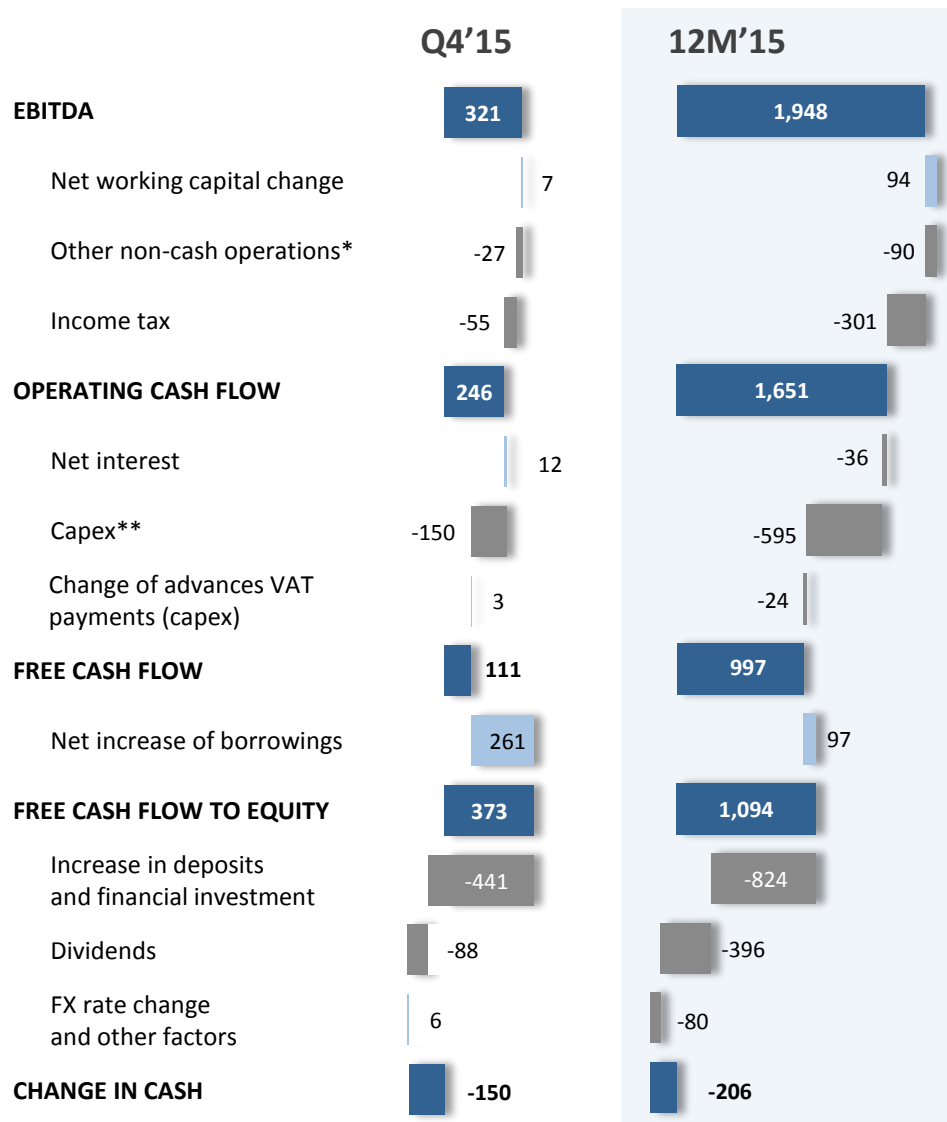 Q4’15 12M’15
EBITDA 321 1,948
Net working capital change 7 94
Other non-cash operations* -27 -90
Income tax -55 -301
OPERATING CASH FLOW 246 1,651
Net interest 12 -36
Capex** -150 -595
Change of advances VAT
payments (capex) 3 -24
FREE CASH FLOW 111 997
Net increase of borrowings 261 97
FREE CASH FLOW TO EQUITY 373 1,094
Increase in deposits
and financial investment -441 -824
Dividends -88 -396
FX rate change
and other factors 6 -80
CHANGE IN CASH -150 -206